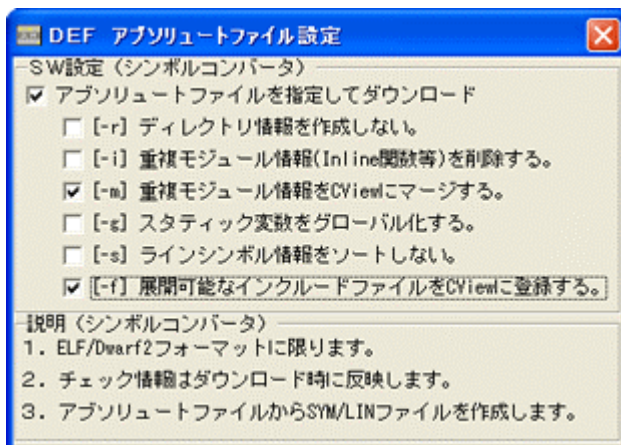 DEF アブソリュートファイル設定
SW設定(シンボルコンバータ)
アブソリュートファイルを指定してダウンロード
[-r] ディレクトリ情報を作成しない。
[-i] 重複モジュール情報(Inline関数等)を削除する。
[-m] 重複モジュール情報をCViewにマージする。
[-g] スタティック変数をグローバル化する。
[-s] ラインシンボル情報をソートしない。
[-f] 展開可能なインクルードファイルをCViewに登録する。
説明(シンボルコンバータ)
1. ELF/Dwarf2フォーマットに限ります。
2. チェック情報はダウンロード時に反映します。
3. アブソリュートファイルからSYM/LINファイルを作成します。